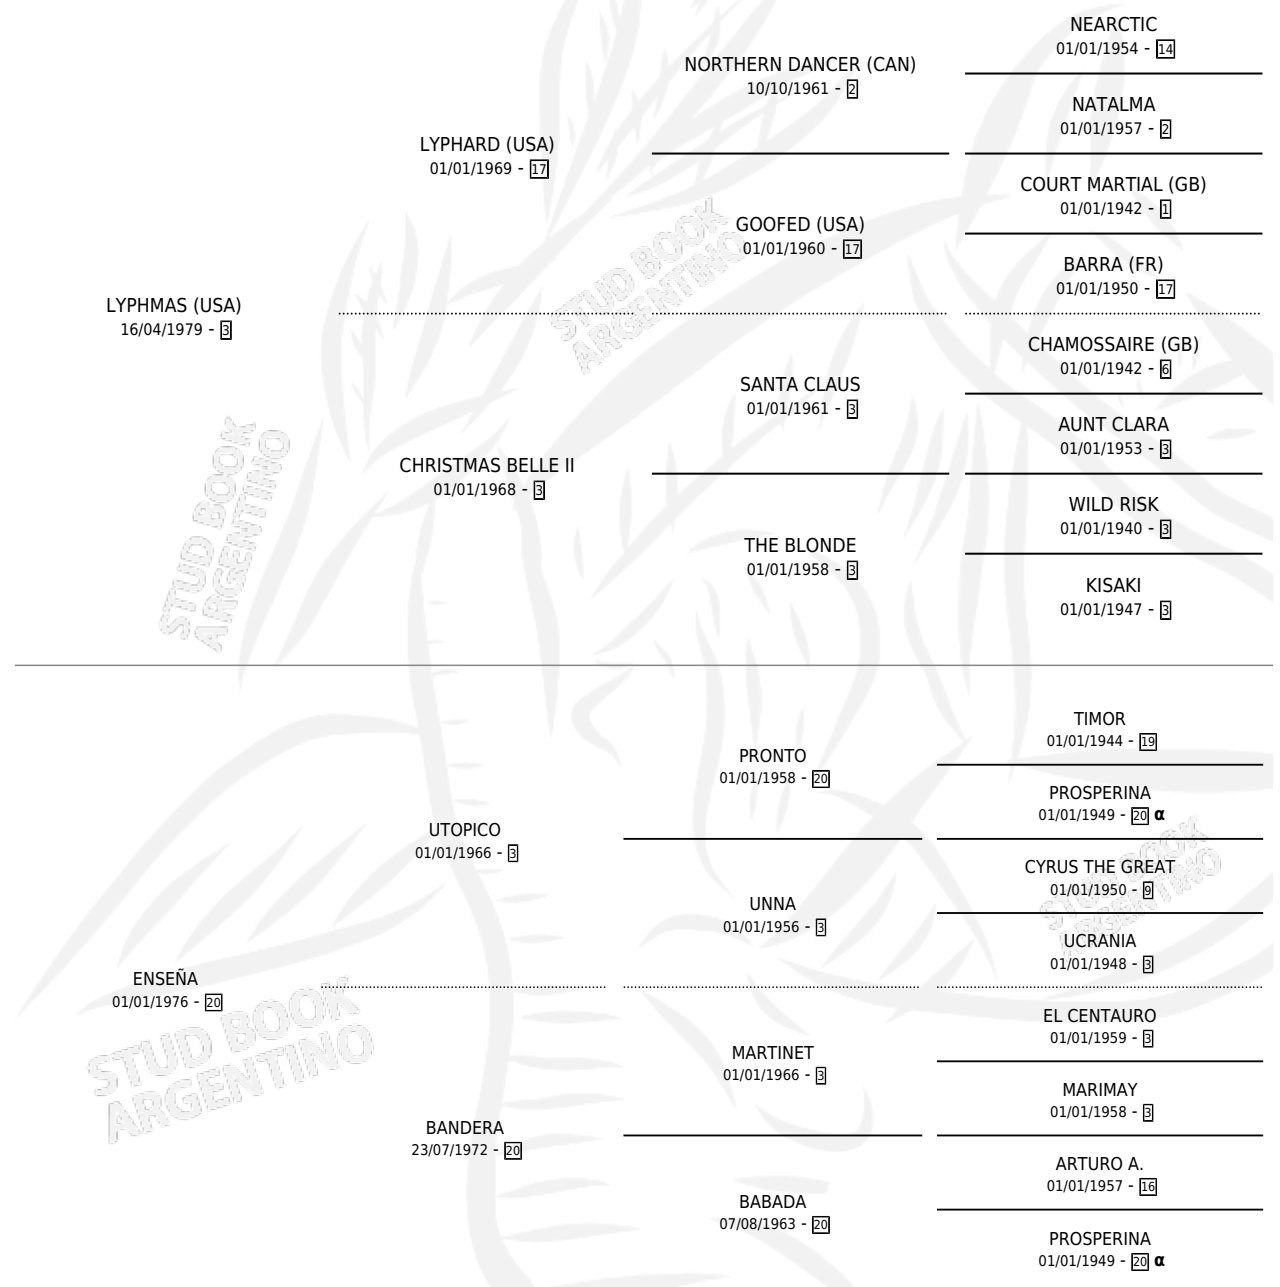 NEARCTIC
01/01/1954 - 14
NORTHERN DANCER (CAN)
10/10/1961 - 2
NATALMA
01/01/1957 - 2
LYPHARD (USA)
01/01/1969 - 17
COURT MARTIAL (GB)
01/01/1942 - 1
GOOFED (USA)
01/01/1960 - 17
BARRA (FR)
01/01/1950 - 17
LYPHMAS (USA)
16/04/1979 - 3
CHAMOSSAIRE (GB)
01/01/1942 - 6
SANTA CLAUS
01/01/1961 - 3
AUNT CLARA
01/01/1953 - 3
CHRISTMAS BELLE II
01/01/1968 - 3
WILD RISK
01/01/1940 - 3
THE BLONDE
01/01/1958 - 3
KISAKI
01/01/1947 - 3
TIMOR
01/01/1944 - 19
PRONTO
01/01/1958 - 20
PROSPERINA
01/01/1949 - 20 α
UTOPICO
01/01/1966 - 3
CYRUS THE GREAT
01/01/1950 - 9
UNNA
01/01/1956 - 3
UCRANIA
01/01/1948 - 3
ENSEÑA
01/01/1976 - 20
EL CENTAURO
01/01/1959 - 3
MARTINET
01/01/1966 - 3
MARIMAY
01/01/1958 - 3
BANDERA
23/07/1972 - 20
ARTURO A.
01/01/1957 - 16
BABADA
07/08/1963 - 20
PROSPERINA
01/01/1949 - 20 α
STUD BOOK
ARGENTINO
STUD BOOK
ARGENTINO
STUD BOOK
ARGENTINO
STUD BOOK
ARGENTINO